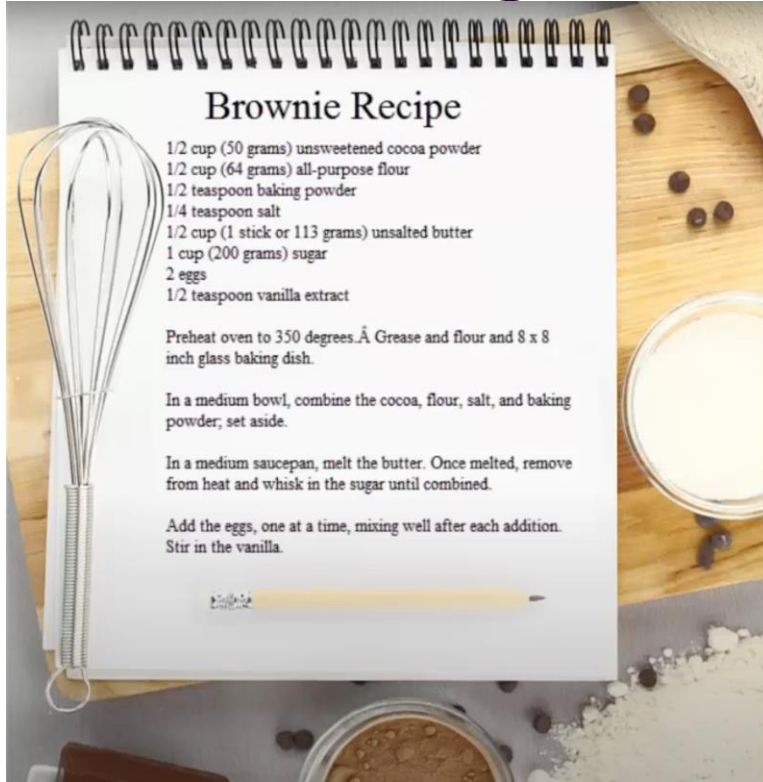 Brownie Recipe
1/2 cup (50 grams) unsweetened cocoa powder
1/2 cup (64 grams) all-purpose flour
1/2 teaspoon baking powder
1/4 teaspoon salt
1/2 cup (1 stick or 113 grams) unsalted butter
1 cup (200 grams) sugar
2 eggs
1/2 teaspoon vanilla extract
Preheat oven to 350 degrees.Â Grease and flour and 8 x 8
inch glass baking dish.
In a medium bowl, combine the cocoa, flour, salt, and baking
powder; set aside.
In a medium saucepan, melt the butter. Once melted, remove
from heat and whisk in the sugar until combined.
Add the eggs, one at a time, mixing well after each addition.
Stir in the vanilla.